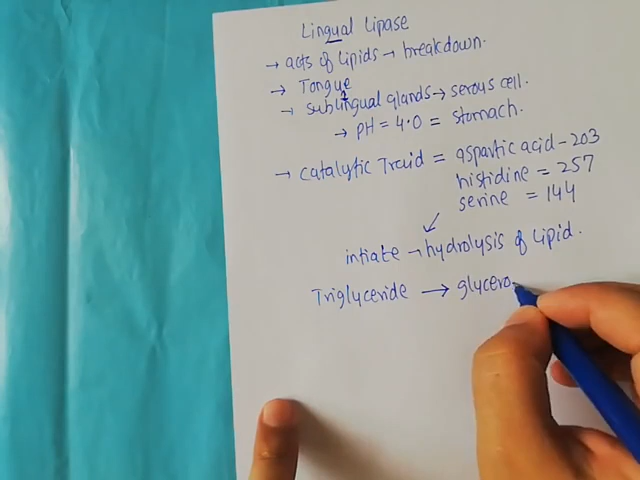 Lingual Lipase
→ acts of lipids → breakdown.
→ Tongue
→ sublingual glands → serous cell.
→ PH = 4.0 = stomach.
→ catalytic Traid = aspartic acid - 203
histidine = 257
serine = 144
intiate → hydrolysis of Lipid.
Triglyceride → glycero